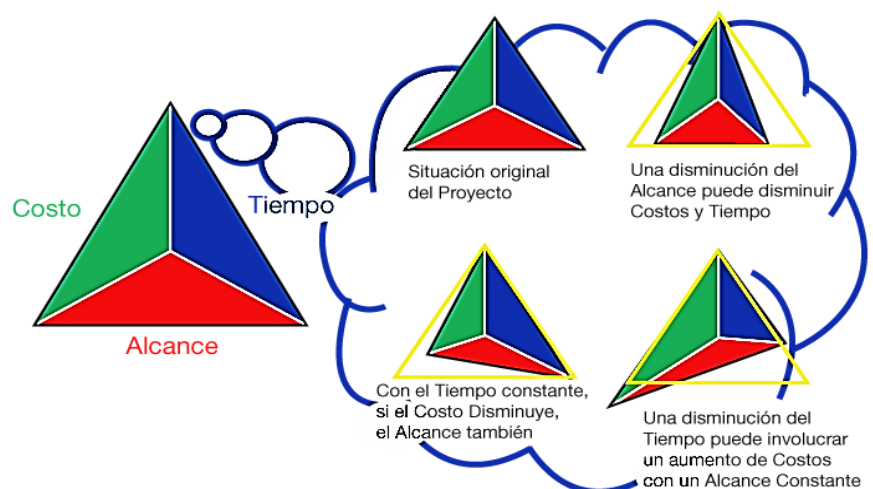 Costo
Tiempo
Alcance
Situación original
del Proyecto
Una disminución del
Alcance puede disminuir
Costos y Tiempo
Con el Tiempo constante,
si el Costo Disminuye,
el Alcance también
Una disminución del
Tiempo puede involucrar
un aumento de Costos
con un Alcance Constante